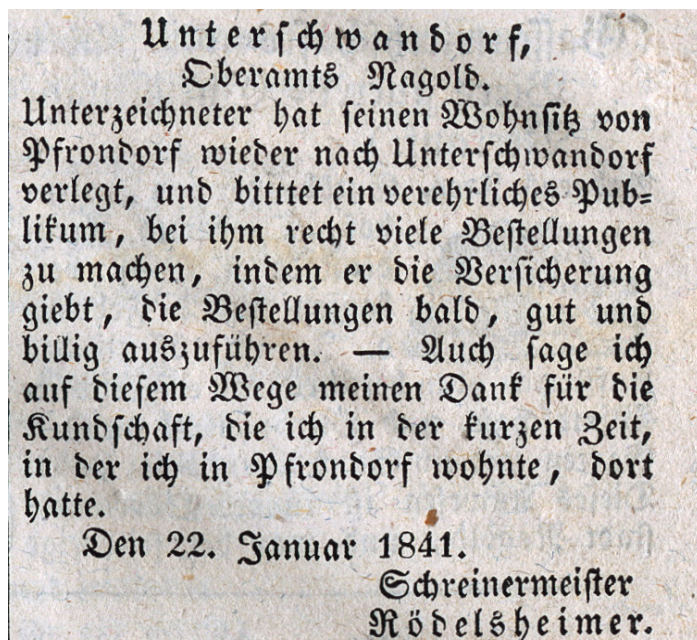 Unterschwandorf,
Oberamts Nagold.
Unterzeichneter hat seinen Wohnsitz von
Pfrondorf wieder nach Unterschwandorf
verlegt, und bitttet ein verehrliches Pub=
likum, bei ihm recht viele Bestellungen
zu machen, indem er die Versicherung
giebt, die Bestellungen bald, gut und
billig auszuführen. — Auch sage ich
auf diesem Wege meinen Dank für die
Kundschaft, die ich in der kurzen Zeit,
in der ich in Pfrondorf wohnte, dort
hatte.
Den 22. Januar 1841.
Schreinermeister
Rödelsheimer.